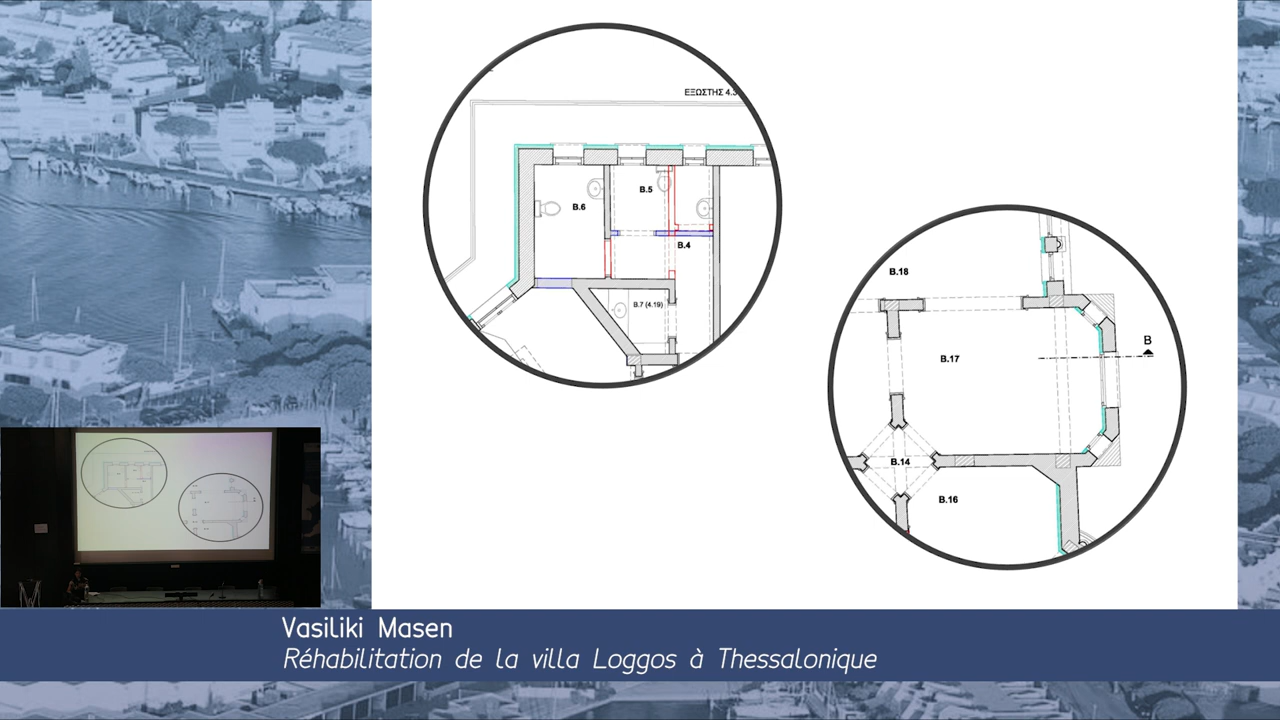 ΕΞΩΣΤΗΣ 4.3
B.5
B.6
B.4
B.7 (4.19)
B.18
B
B.17
B.14
B.16
Vasiliki Masen
Réhabilitation de la villa Loggos à Thessalonique